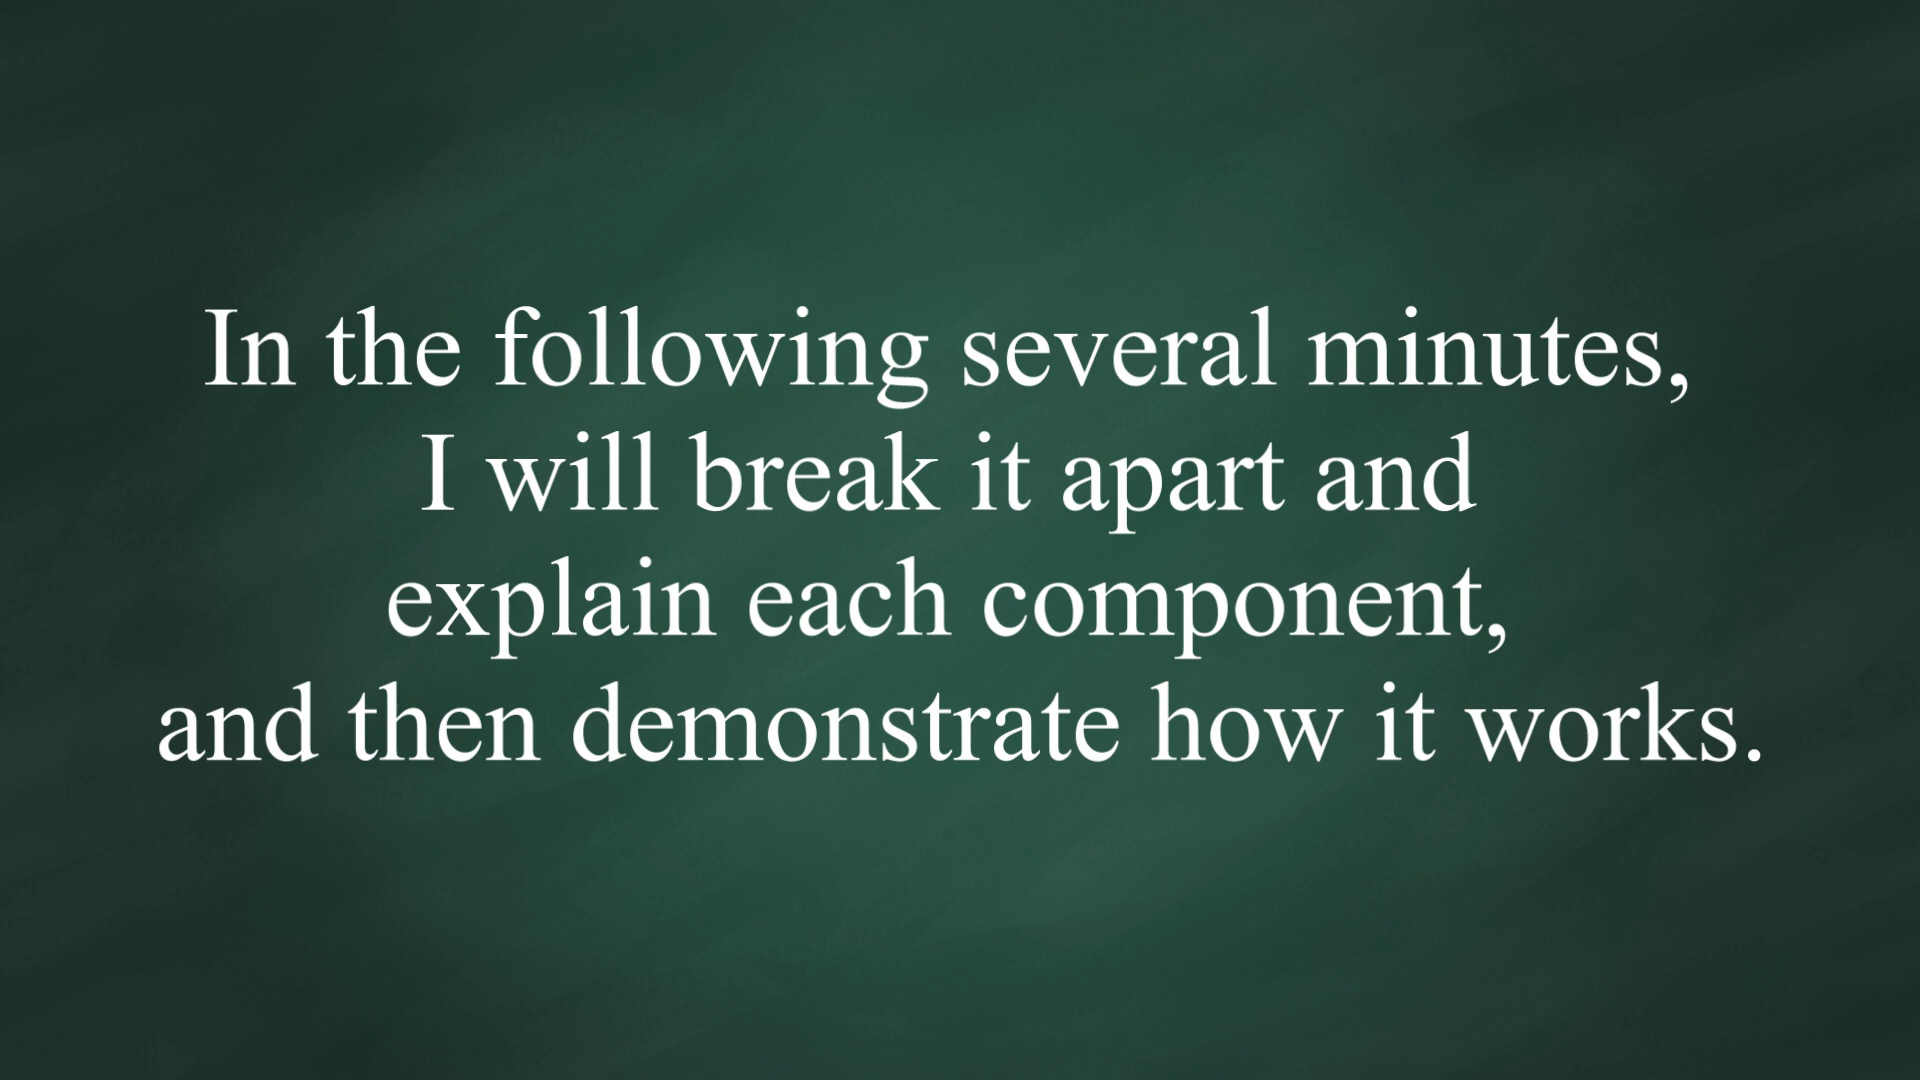 In the following several minutes,
I will break it apart and
explain each component,
and then demonstrate how it works.